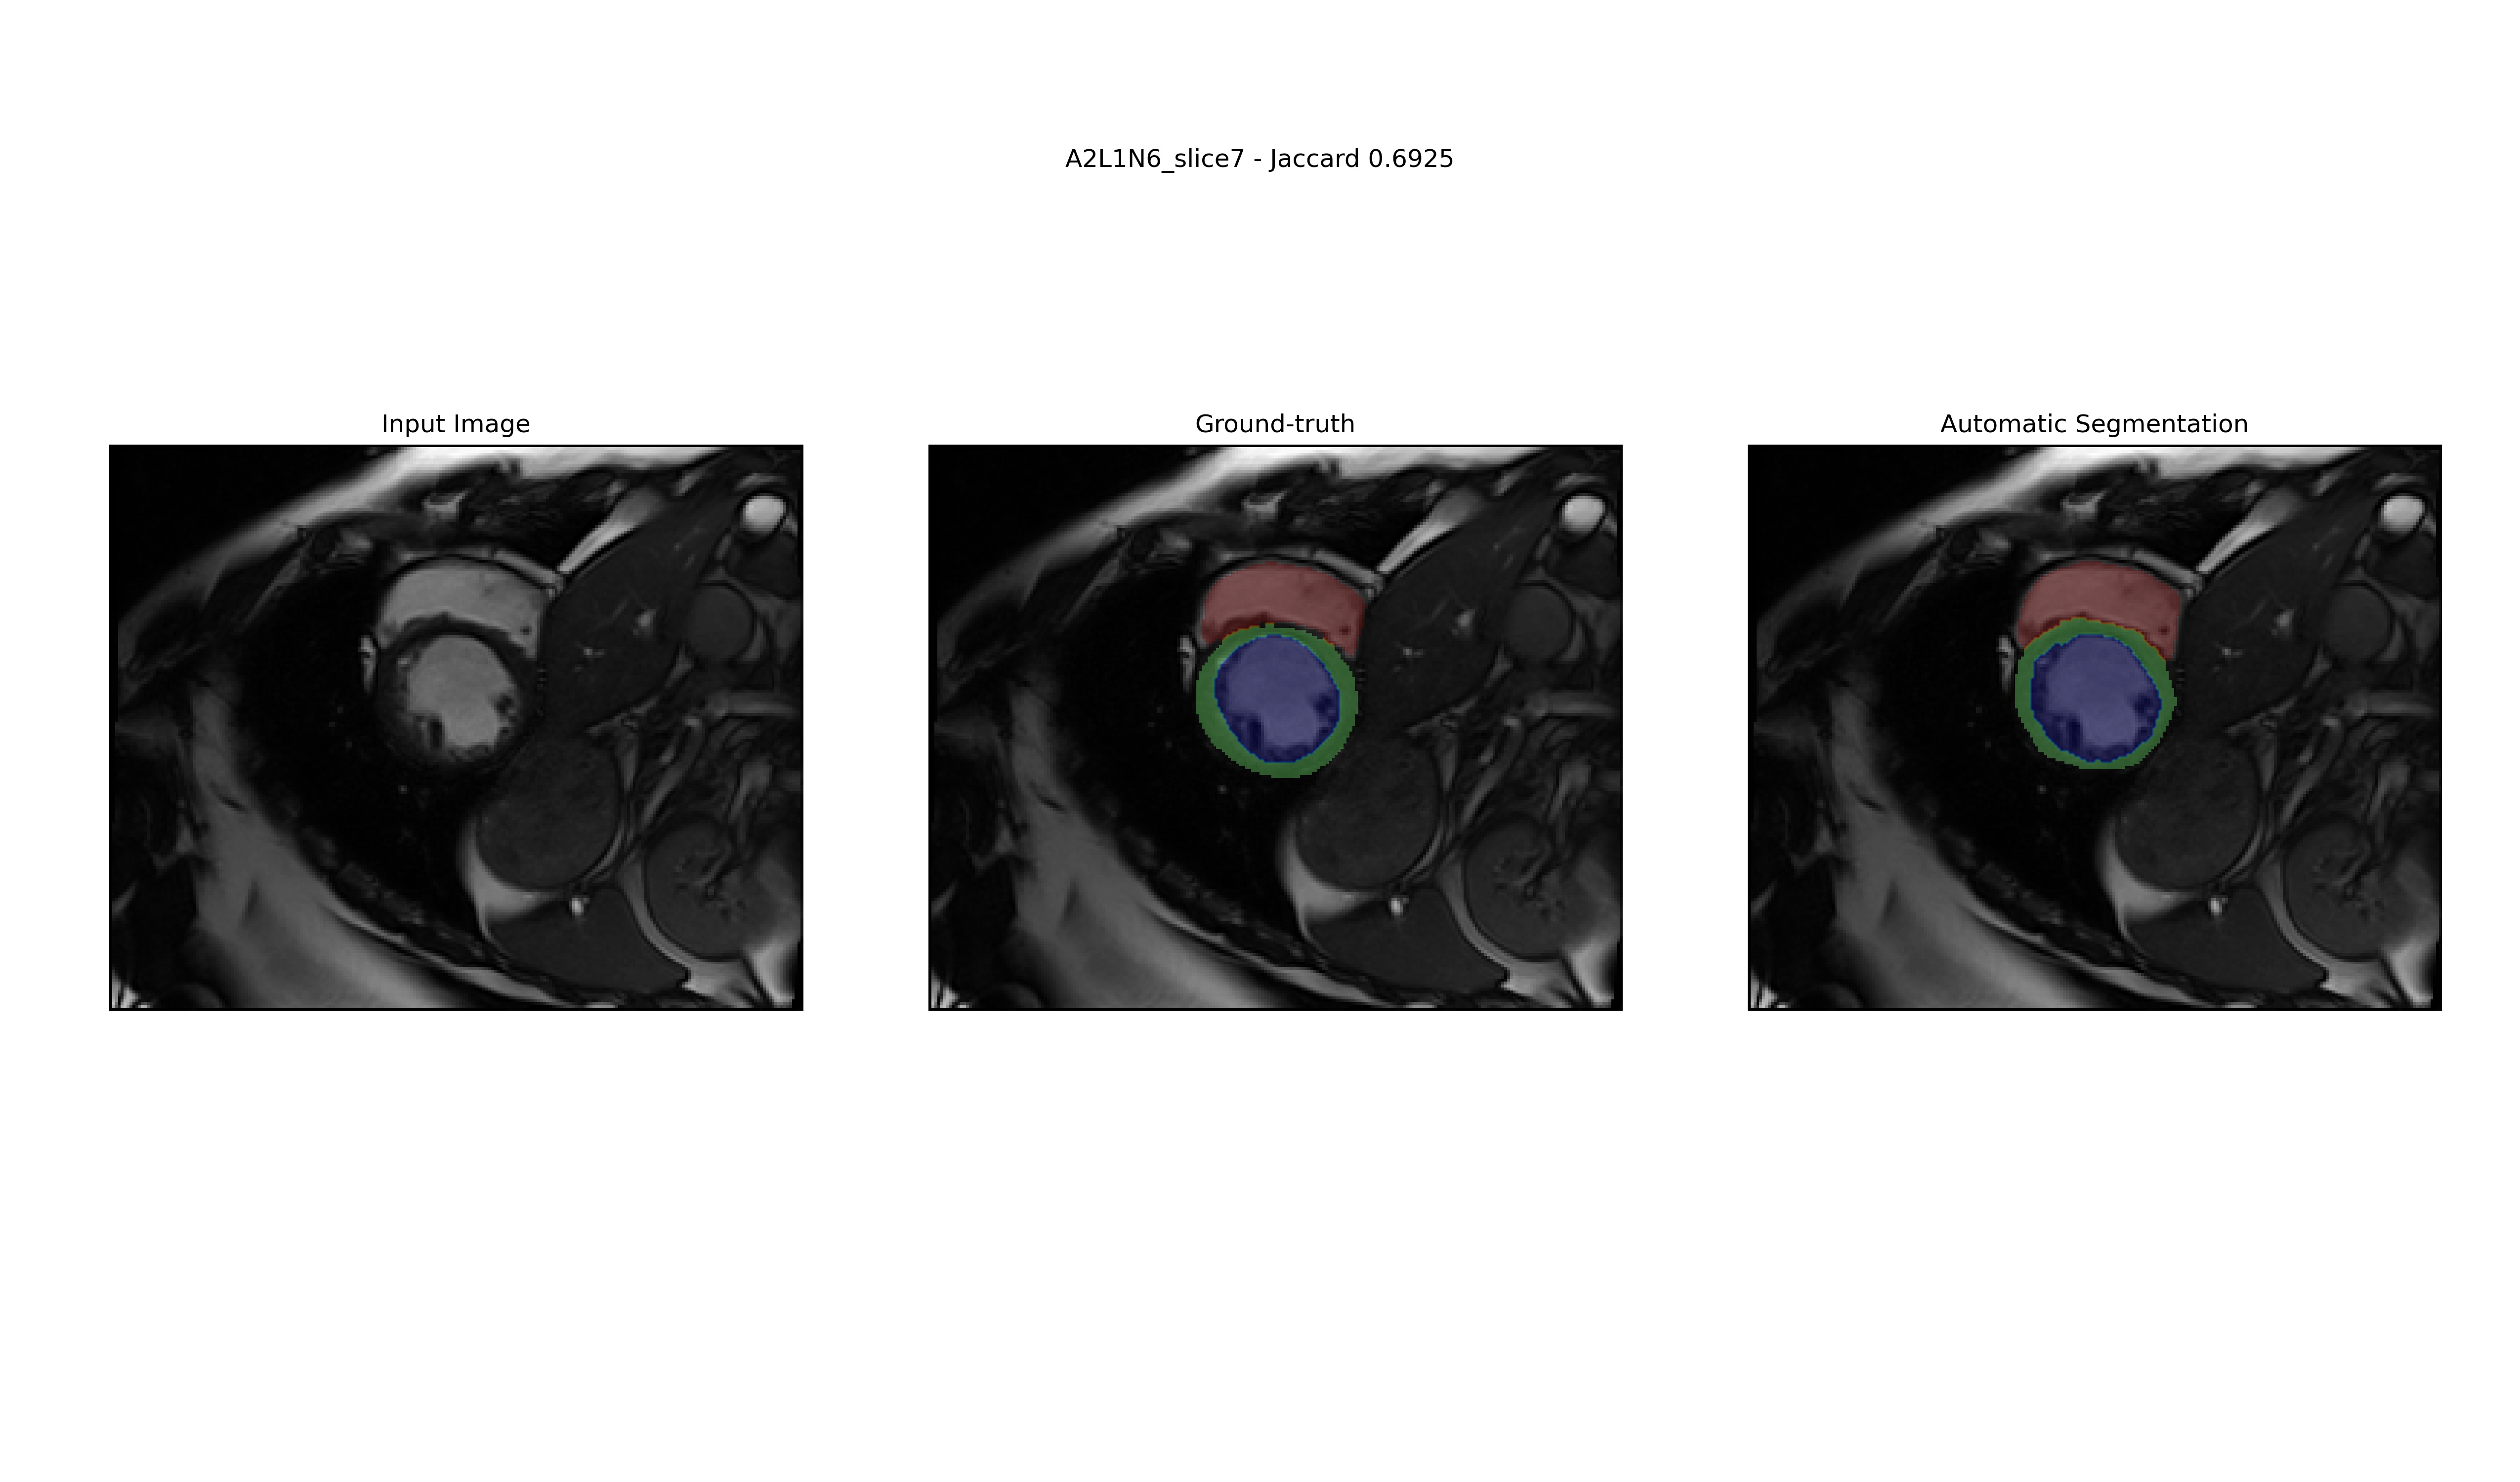 A2L1N6_slice7 - Jaccard 0.6925
Input Image
Ground-truth
Automatic Segmentation